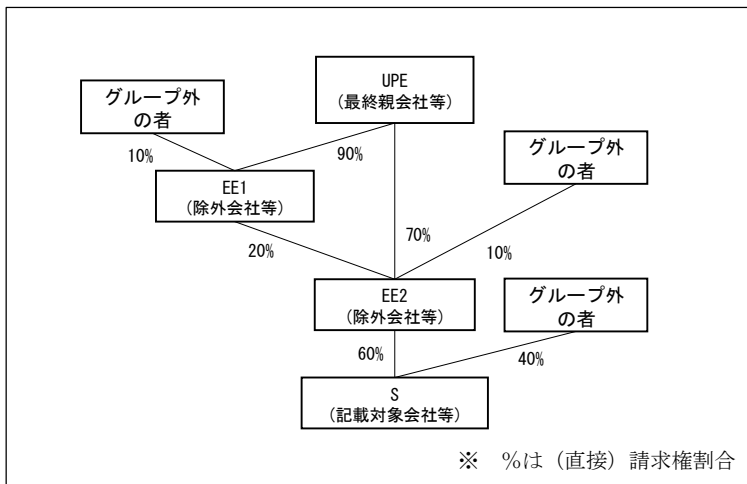 UPE
（最終親会社等）
グループ外
の者
グループ外
の者
10%
90%
EE1
（除外会社等）
20%
70%
10%
EE2
（除外会社等）
グループ外
の者
60%
40%
S
（記載対象会社等）
※　%は（直接）請求権割合